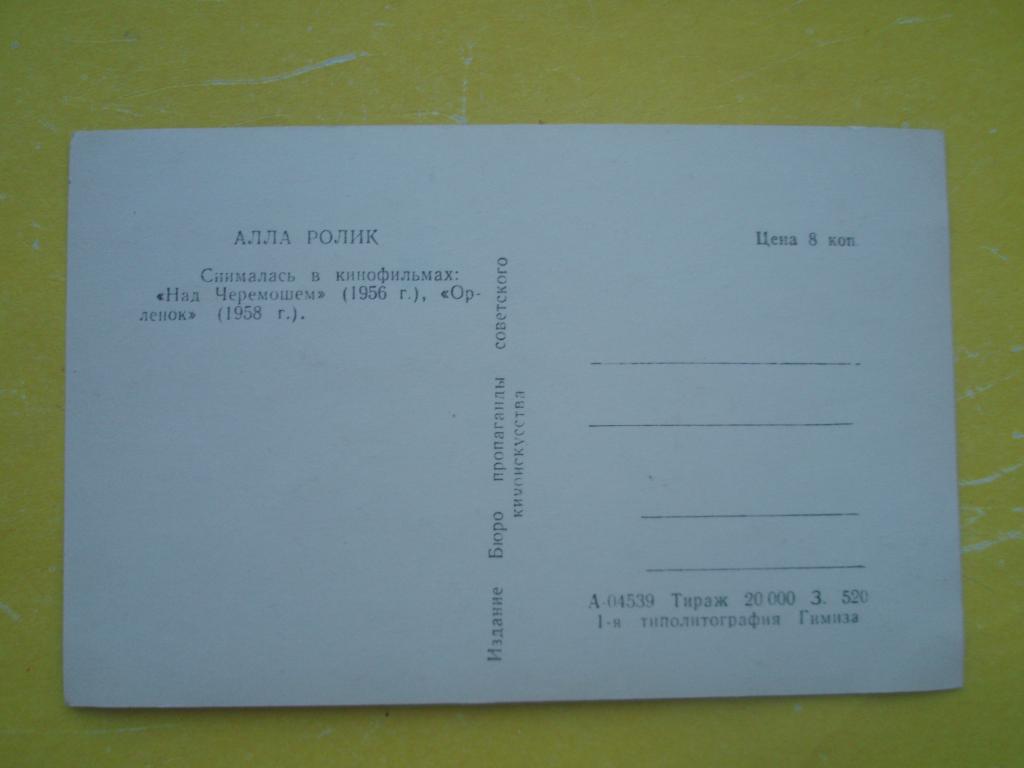 АЛЛА РОЛИК
Снималась в кинофильмах:
«Над Черемошем» (1956 г.), «Ор-
ленок» (1958 г.).
Издание Бюро пропаганды советского
киноискусства
Цена 8 коп.
А-04539 Тираж 20 000 З. 520
1-я типолитография Гимиза